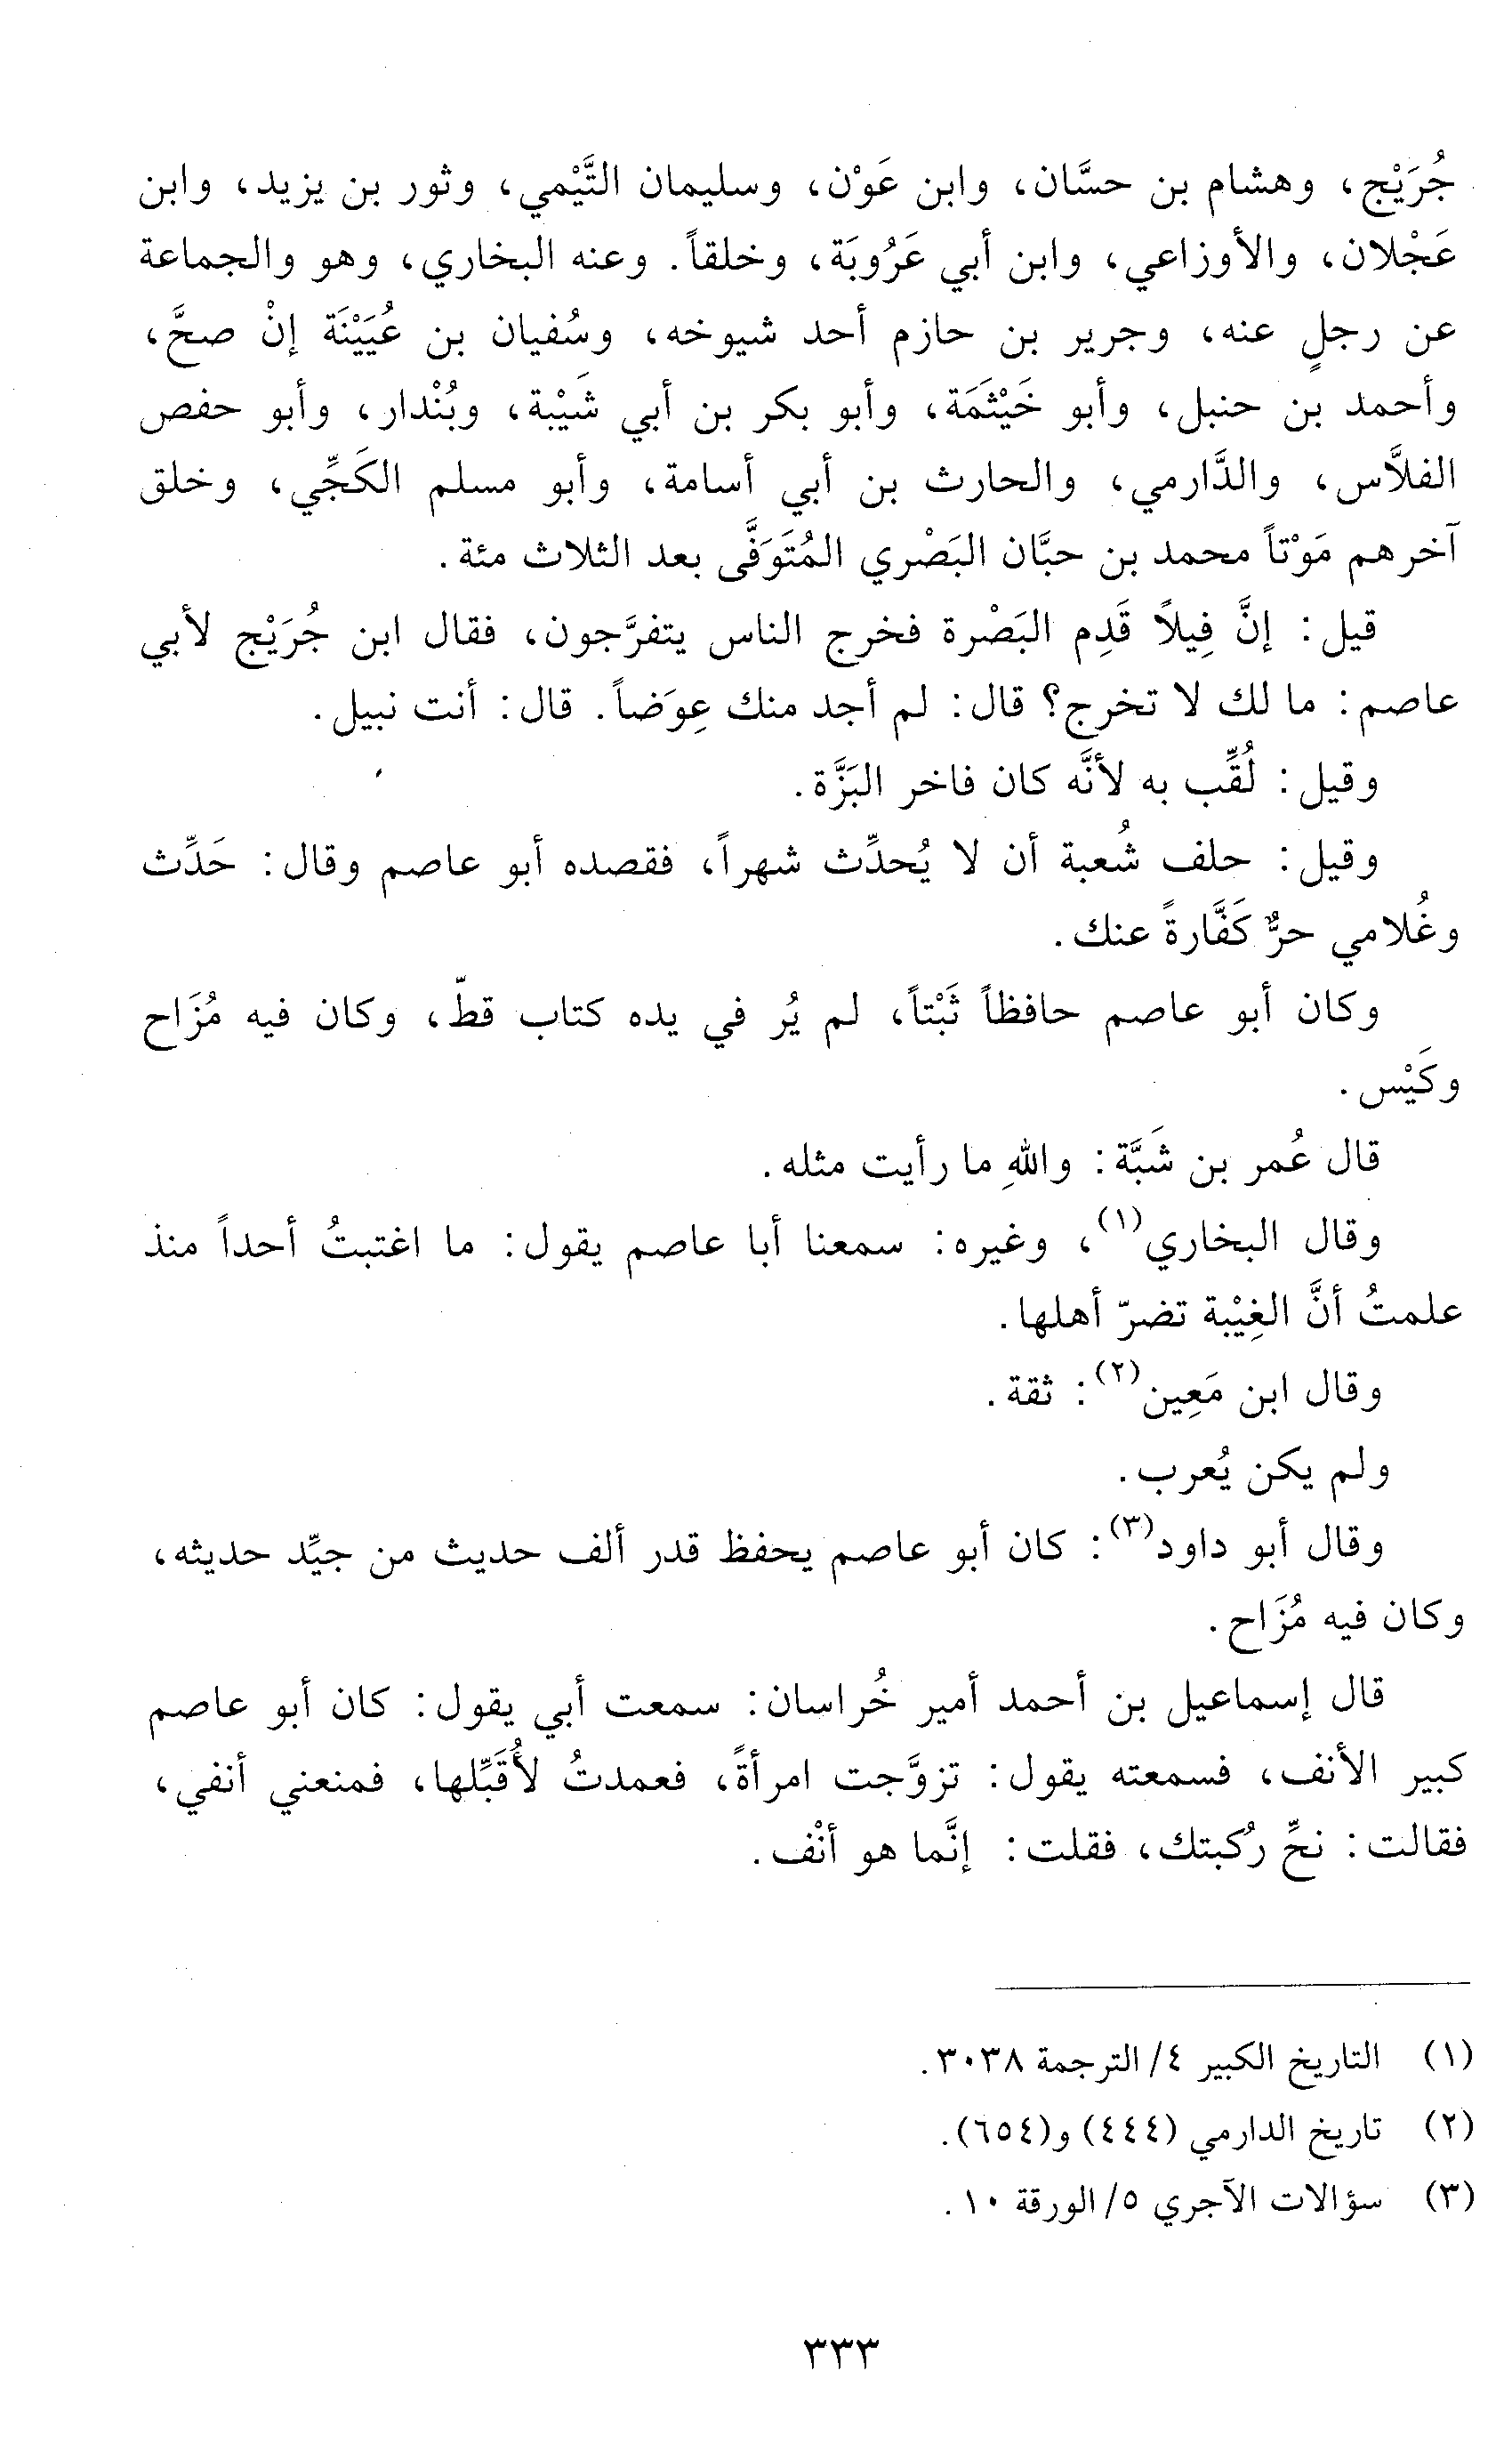 جُرَيْج، وهشام بن حسَّان، وابن عَوْن، وسليمان التَّيْمي، وثور بن يزيد، وابن
عَجْلان، والأوزاعي، وابن أبي عَرُوبَة، وخلقاً. وعنه البخاري، وهو والجماعة
عن رجلٍ عنه، وجرير بن حازم أحد شيوخه، وسُفيان بن عُيَيْنَة إنْ صحَّ،
وأحمد بن حنبل، وأبو خَيْثَمَة، وأبو بكر بن أبي شَيْبة، وبُنْدار، وأبو حفص
الفلاَّس، والدَّارمي، والحارث بن أبي أسامة، وأبو مسلم الكَجِّي، وخلق
آخرهم مَوْتاً محمد بن حبَّان البَصْري المُتَوَفَّى بعد الثلاث مئة.
قيل: إنَّ فِيلاً قَدِم البَصْرة فخرج الناس يتفرَّجون، فقال ابن جُرَيْج لأبي
عاصم: ما لك لا تخرج؟ قال: لم أجد منك عِوَضاً. قال: أنت نبيل.
وقيل: لُقِّب به لأنَّه كان فاخر البَزَّة.
وقيل: حلف شُعبة أن لا يُحدِّث شهراً، فقصده أبو عاصم وقال: حَدِّث
وغُلامي حرٌّ كَفَّارةً عنك.
وكان أبو عاصم حافظاً ثَبْتاً، لم يُر في يده كتاب قطّ، وكان فيه مُزَاح
وكَيْس.
قال عُمر بن شَبَّة: واللهِ ما رأيت مثله.
وقال البخاري(١)، وغيره: سمعنا أبا عاصم يقول: ما اغتبتُ أحداً منذ
علمتُ أنَّ الغِيْبة تضرّ أهلها.
وقال ابن مَعِين(٢): ثقة.
ولم يكن يُعرب.
وقال أبو داود(٣): كان أبو عاصم يحفظ قدر ألف حديث من جيِّد حديثه،
وكان فيه مُزَاح.
قال إسماعيل بن أحمد أمير خُراسان: سمعت أبي يقول: كان أبو عاصم
كبير الأنف، فسمعته يقول: تزوَّجت امرأةً، فعمدتُ لأُقَبِّلها، فمنعني أنفي،
فقالت: نحِّ رُكبتك، فقلت: إنَّما هو أنْف.
(١) التاريخ الكبير ٤/ الترجمة ٣٠٣٨.
(٢) تاريخ الدارمي (٤٤٤) و(٦٥٤).
(٣) سؤالات الآجري ٥/ الورقة ١٠.
٣٣٣